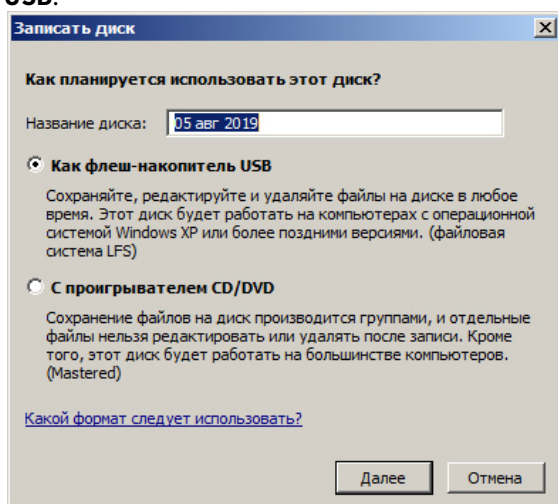 USB.
Записать диск
Как планируется использовать этот диск?
Название диска: 05 авг 2019
Как флеш-накопитель USB
Сохраняйте, редактируйте и удаляйте файлы на диске в любое
время. Этот диск будет работать на компьютерах с операционной
системой Windows XP или более поздними версиями. (файловая
система LFS)
С проигрывателем CD/DVD
Сохранение файлов на диск производится группами, и отдельные
файлы нельзя редактировать или удалять после записи. Кроме
того, этот диск будет работать на большинстве компьютеров.
(Mastered)
Какой формат следует использовать?
Далее Отмена